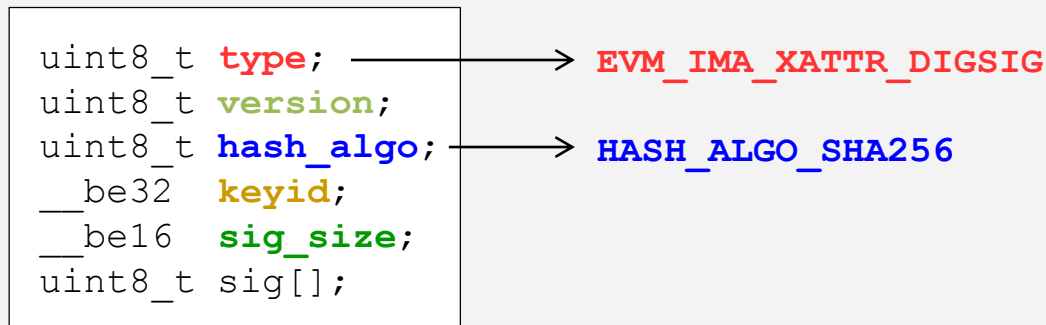 uint8_t type; EVM_IMA_XATTR_DIGSIG
uint8_t version;
uint8_t hash_algo; HASH_ALGO_SHA256
__be32 keyid;
__be16 sig_size;
uint8_t sig[];